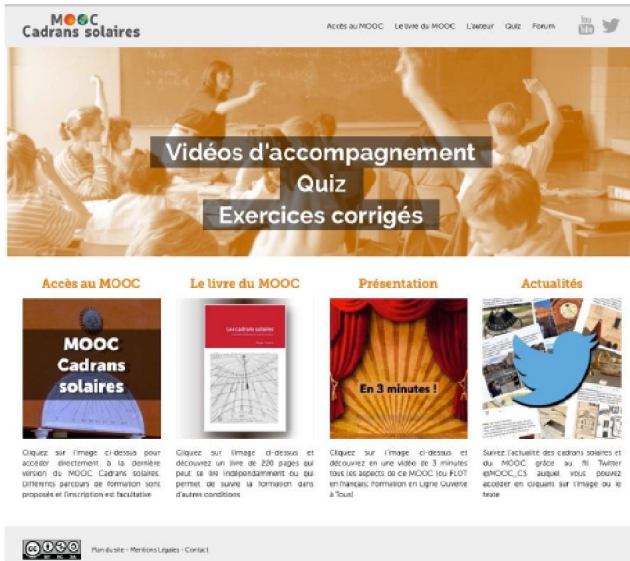 MOOC
Cadrans solaires
Accès au MOOC Le livre du MOOC L'auteur Quiz Forum
You
Tube
Vidéos d'accompagnement
Quiz
Exercices corrigés
Accès au MOOC
MOOC
Cadrans
solaires
Cliquez sur l'image ci-dessus pour
accéder directement à la dernière
version du MOOC Cadrans solaires.
Différents parcours de formation sont
proposés et l'inscription est facultative
Le livre du MOOC
Les cadrans solaires
Cliquez sur l'image ci-dessus et
découvrez un livre de 220 pages qui
peut se lire indépendamment ou qui
permet de suivre la formation dans
d'autres conditions
Présentation
En 3 minutes !
Cliquez sur l'image ci-dessus et
découvrez en une vidéo de 3 minutes
tous les aspects de ce MOOC (ou FLOT
en français: Formation en Ligne Ouverte
à Tous)
Actualités
Suivez l'actualité des cadrans solaires et
du MOOC grâce au fil Twitter
@MOOC_CS auquel vous pouvez
accéder en cliquant sur l'image ou le
texte
cc BY NC SA
Plan du site - Mentions Légales - Contact